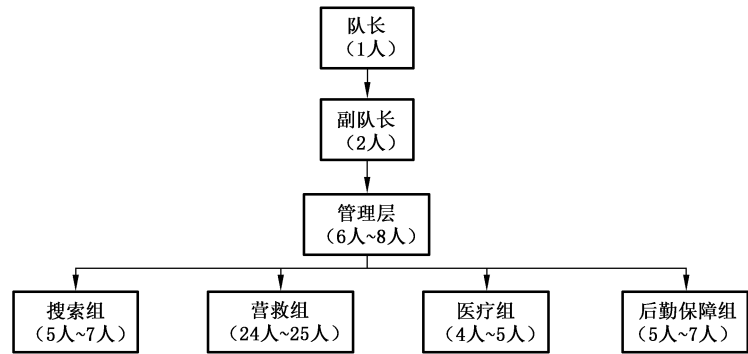 队长
（1人）
副队长
（2人）
管理层
（6人~8人）
搜索组
（5人~7人）
营救组
（24人~25人）
医疗组
（4人~5人）
后勤保障组
（5人~7人）